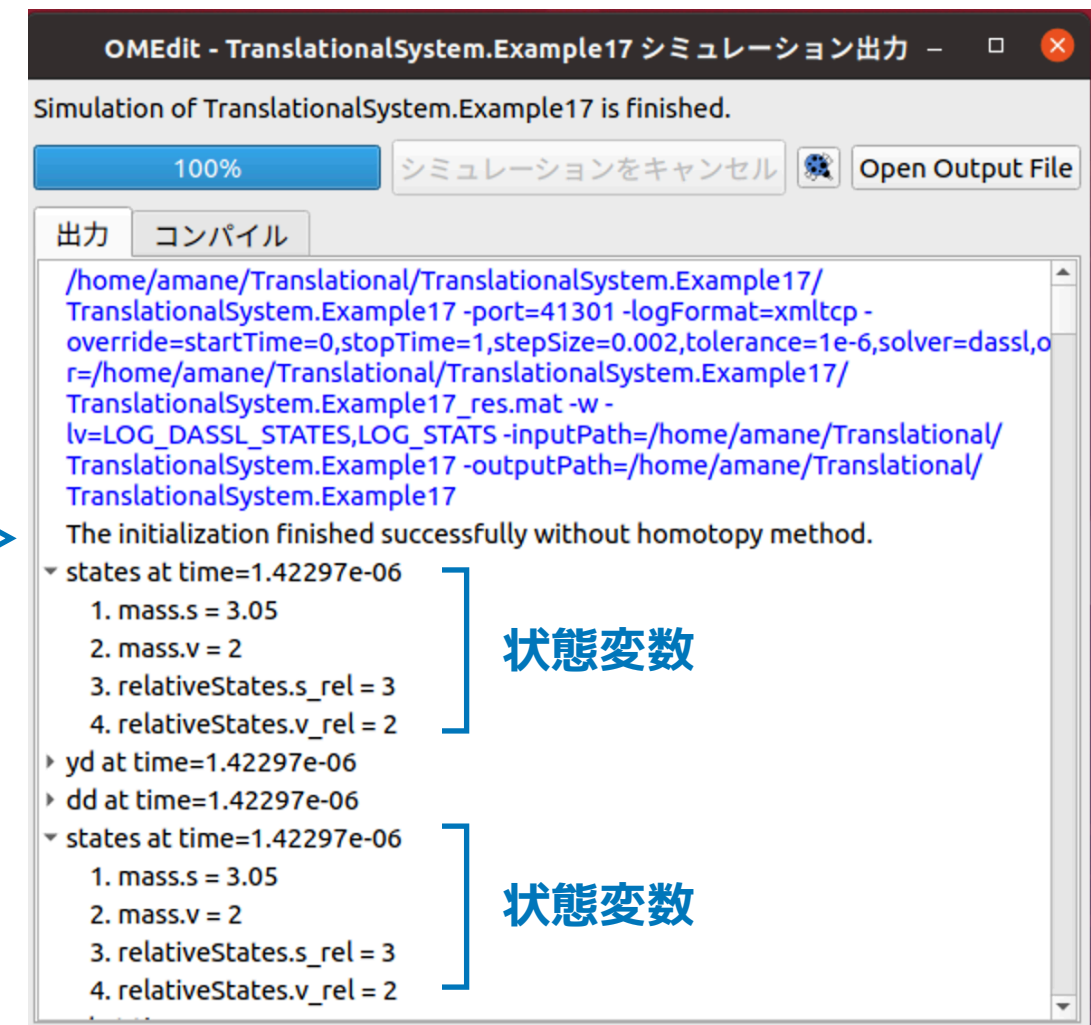 OMEdit - TranslationalSystem.Example17 シミュレーション出力
Simulation of TranslationalSystem.Example17 is finished.
100% シミュレーションをキャンセル Open Output File
出力 コンパイル
/home/amane/Translational/TranslationalSystem.Example17/
TranslationalSystem.Example17 -port=41301 -logFormat=xmltcp -
override=startTime=0,stopTime=1,stepSize=0.002,tolerance=1e-6,solver=dassl,o
r=/home/amane/Translational/TranslationalSystem.Example17/
TranslationalSystem.Example17_res.mat -w -
lv=LOG_DASSL_STATES,LOG_STATS -inputPath=/home/amane/Translational/
TranslationalSystem.Example17 -outputPath=/home/amane/Translational/
TranslationalSystem.Example17
The initialization finished successfully without homotopy method.
states at time=1.42297e-06
1. mass.s = 3.05
2. mass.v = 2
状態変数
3. relativeStates.s_rel = 3
4. relativeStates.v_rel = 2
yd at time=1.42297e-06
dd at time=1.42297e-06
states at time=1.42297e-06
1. mass.s = 3.05
2. mass.v = 2
状態変数
3. relativeStates.s_rel = 3
4. relativeStates.v_rel = 2